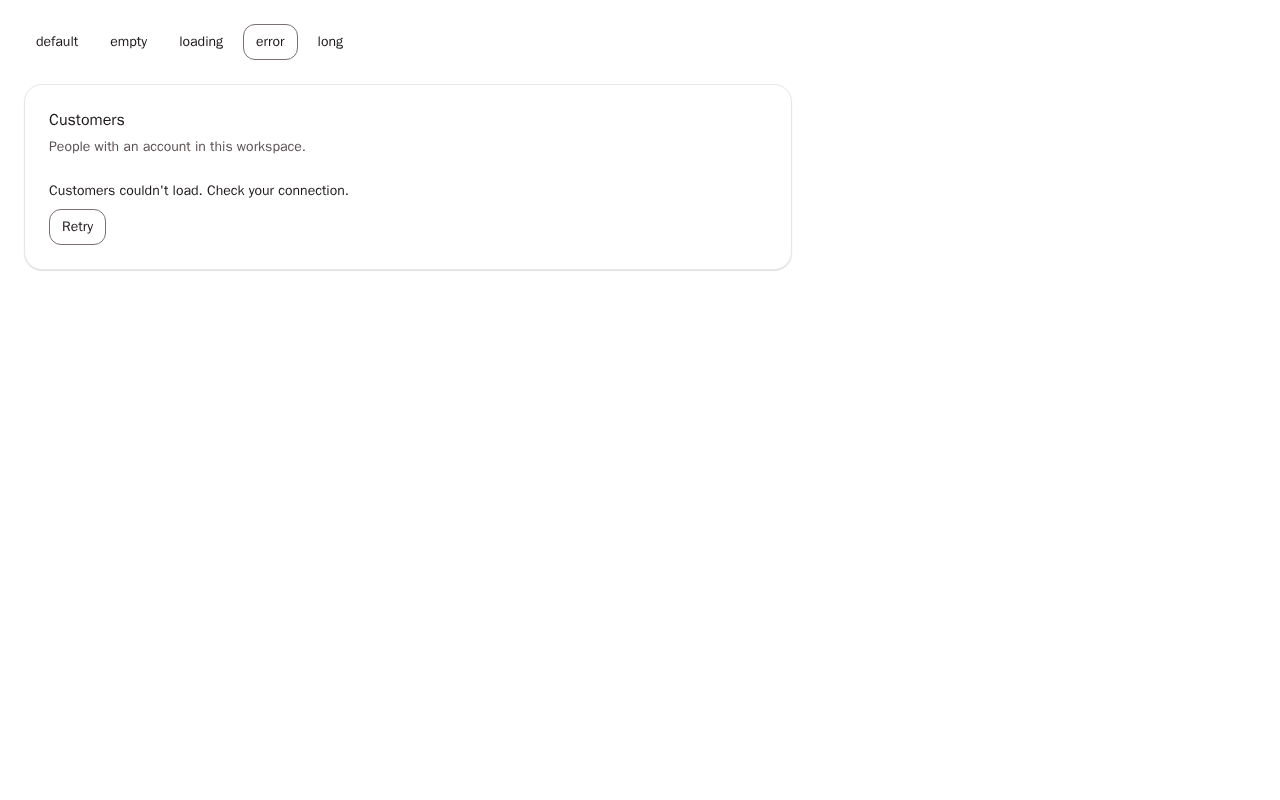 default empty loading error long
Customers
People with an account in this workspace.
Customers couldn't load. Check your connection.
Retry